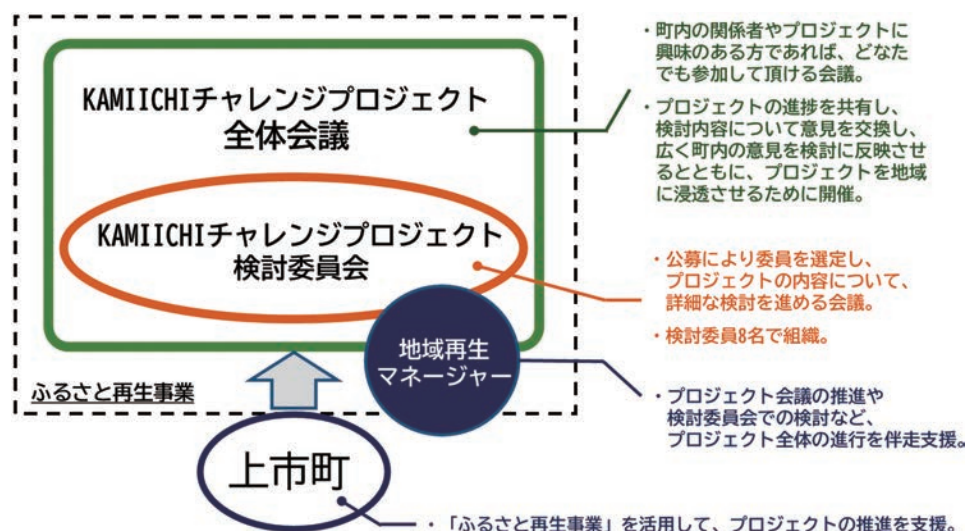 KAMIICHIチャレンジプロジェクト
全体会議
KAMIICHIチャレンジプロジェクト
検討委員会
地域再生
マネージャー
ふるさと再生事業
上市町
・町内の関係者やプロジェクトに
興味のある方であれば、どなた
でも参加して頂ける会議。
・プロジェクトの進捗を共有し、
検討内容について意見を交換し、
広く町内の意見を検討に反映させ
るとともに、プロジェクトを地域
に浸透させるために開催。
・公募により委員を選定し、
プロジェクトの内容について、
詳細な検討を進める会議。
・検討委員8名で組織。
・プロジェクト会議の推進や
検討委員会での検討など、
プロジェクト全体の進行を伴走支援。
・「ふるさと再生事業」を活用して、プロジェクトの推進を支援。